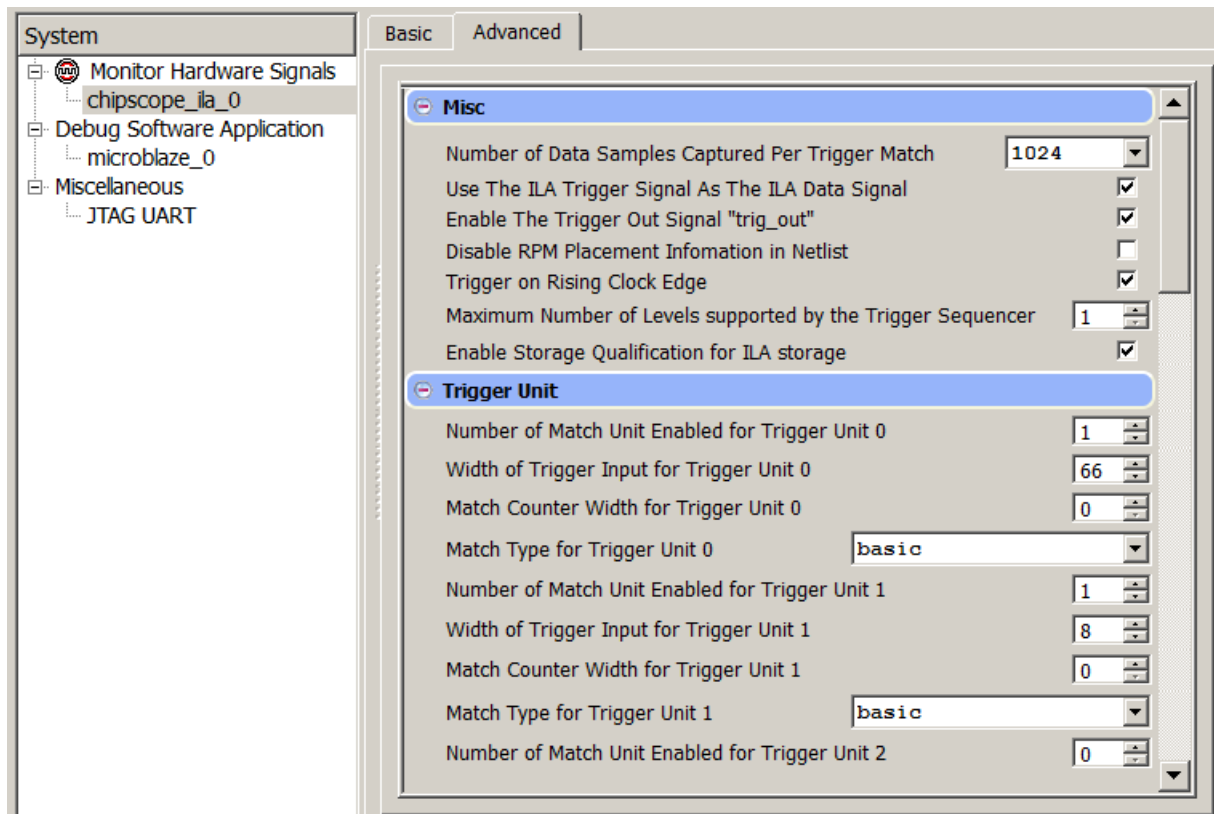 System
Monitor Hardware Signals
chipscope_ila_0
Debug Software Application
microblaze_0
Miscellaneous
JTAG UART
Basic Advanced
Misc
Number of Data Samples Captured Per Trigger Match 1024
Use The ILA Trigger Signal As The ILA Data Signal
Enable The Trigger Out Signal "trig_out"
Disable RPM Placement Infomation in Netlist
Trigger on Rising Clock Edge
Maximum Number of Levels supported by the Trigger Sequencer 1
Enable Storage Qualification for ILA storage
Trigger Unit
Number of Match Unit Enabled for Trigger Unit 0 1
Width of Trigger Input for Trigger Unit 0 66
Match Counter Width for Trigger Unit 0 0
Match Type for Trigger Unit 0 basic
Number of Match Unit Enabled for Trigger Unit 1 1
Width of Trigger Input for Trigger Unit 1 8
Match Counter Width for Trigger Unit 1 0
Match Type for Trigger Unit 1 basic
Number of Match Unit Enabled for Trigger Unit 2 0